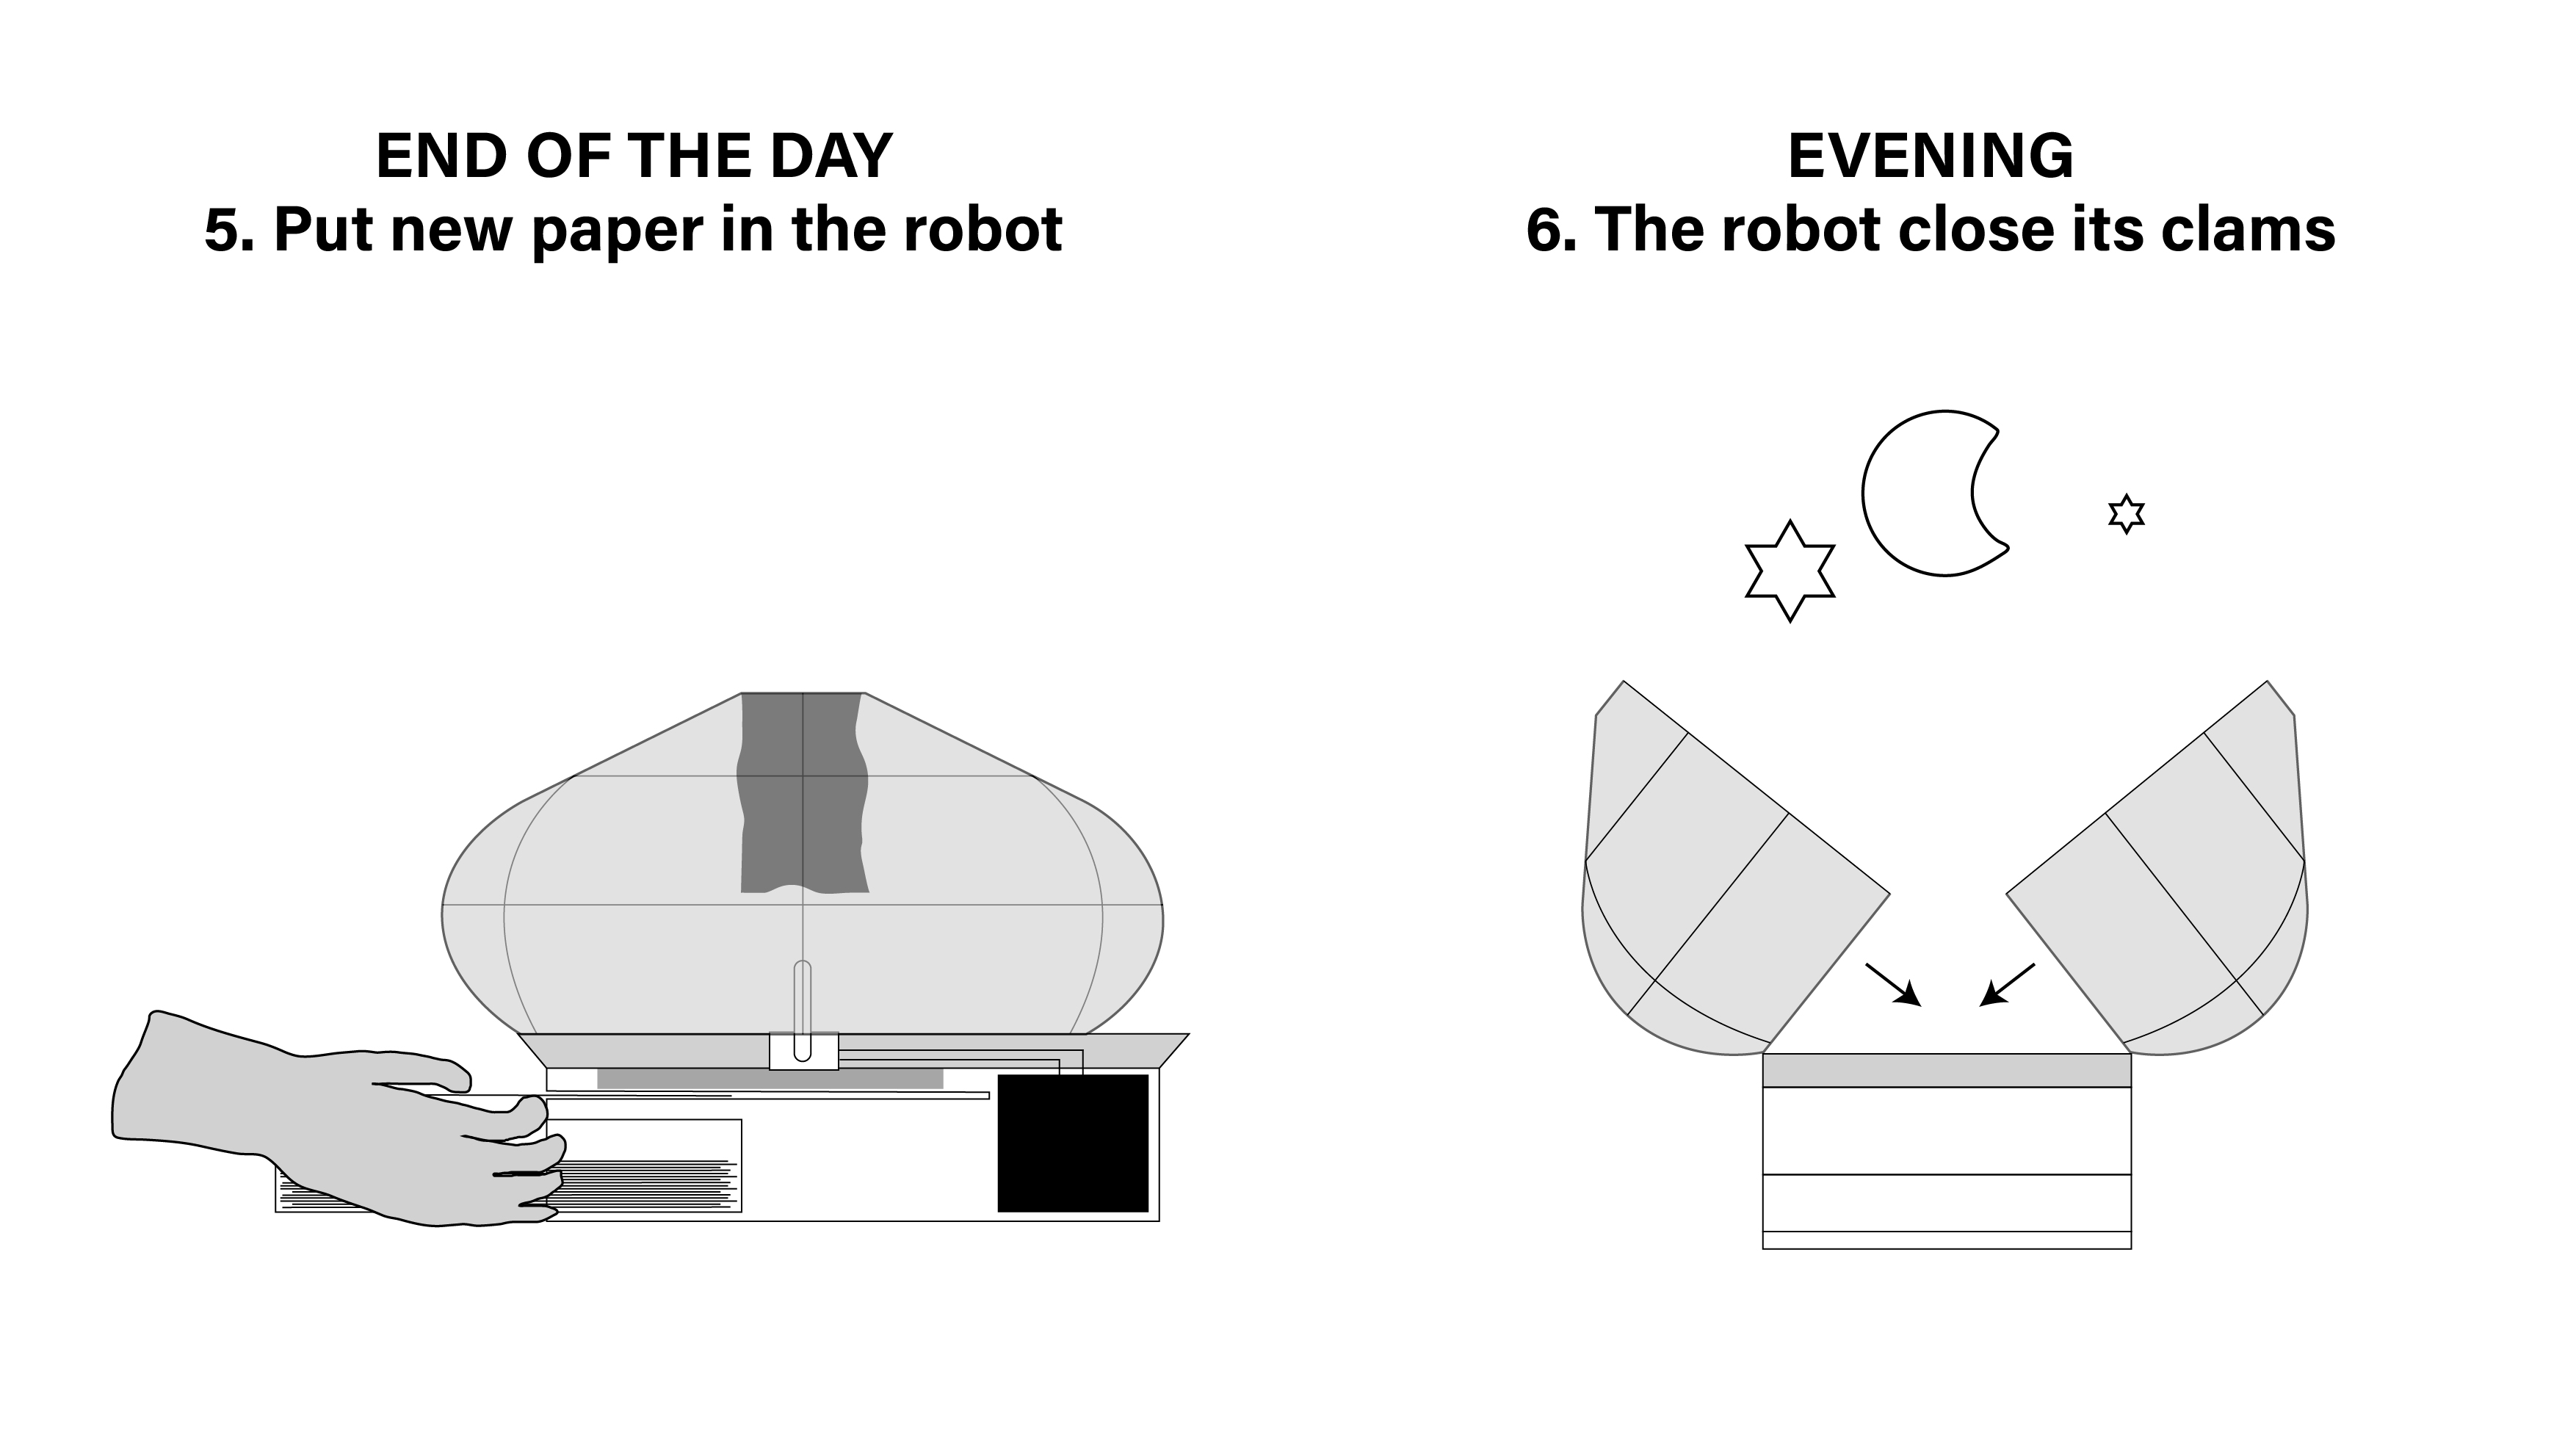 END OF THE DAY
5. Put new paper in the robot
EVENING
6. The robot close its clams